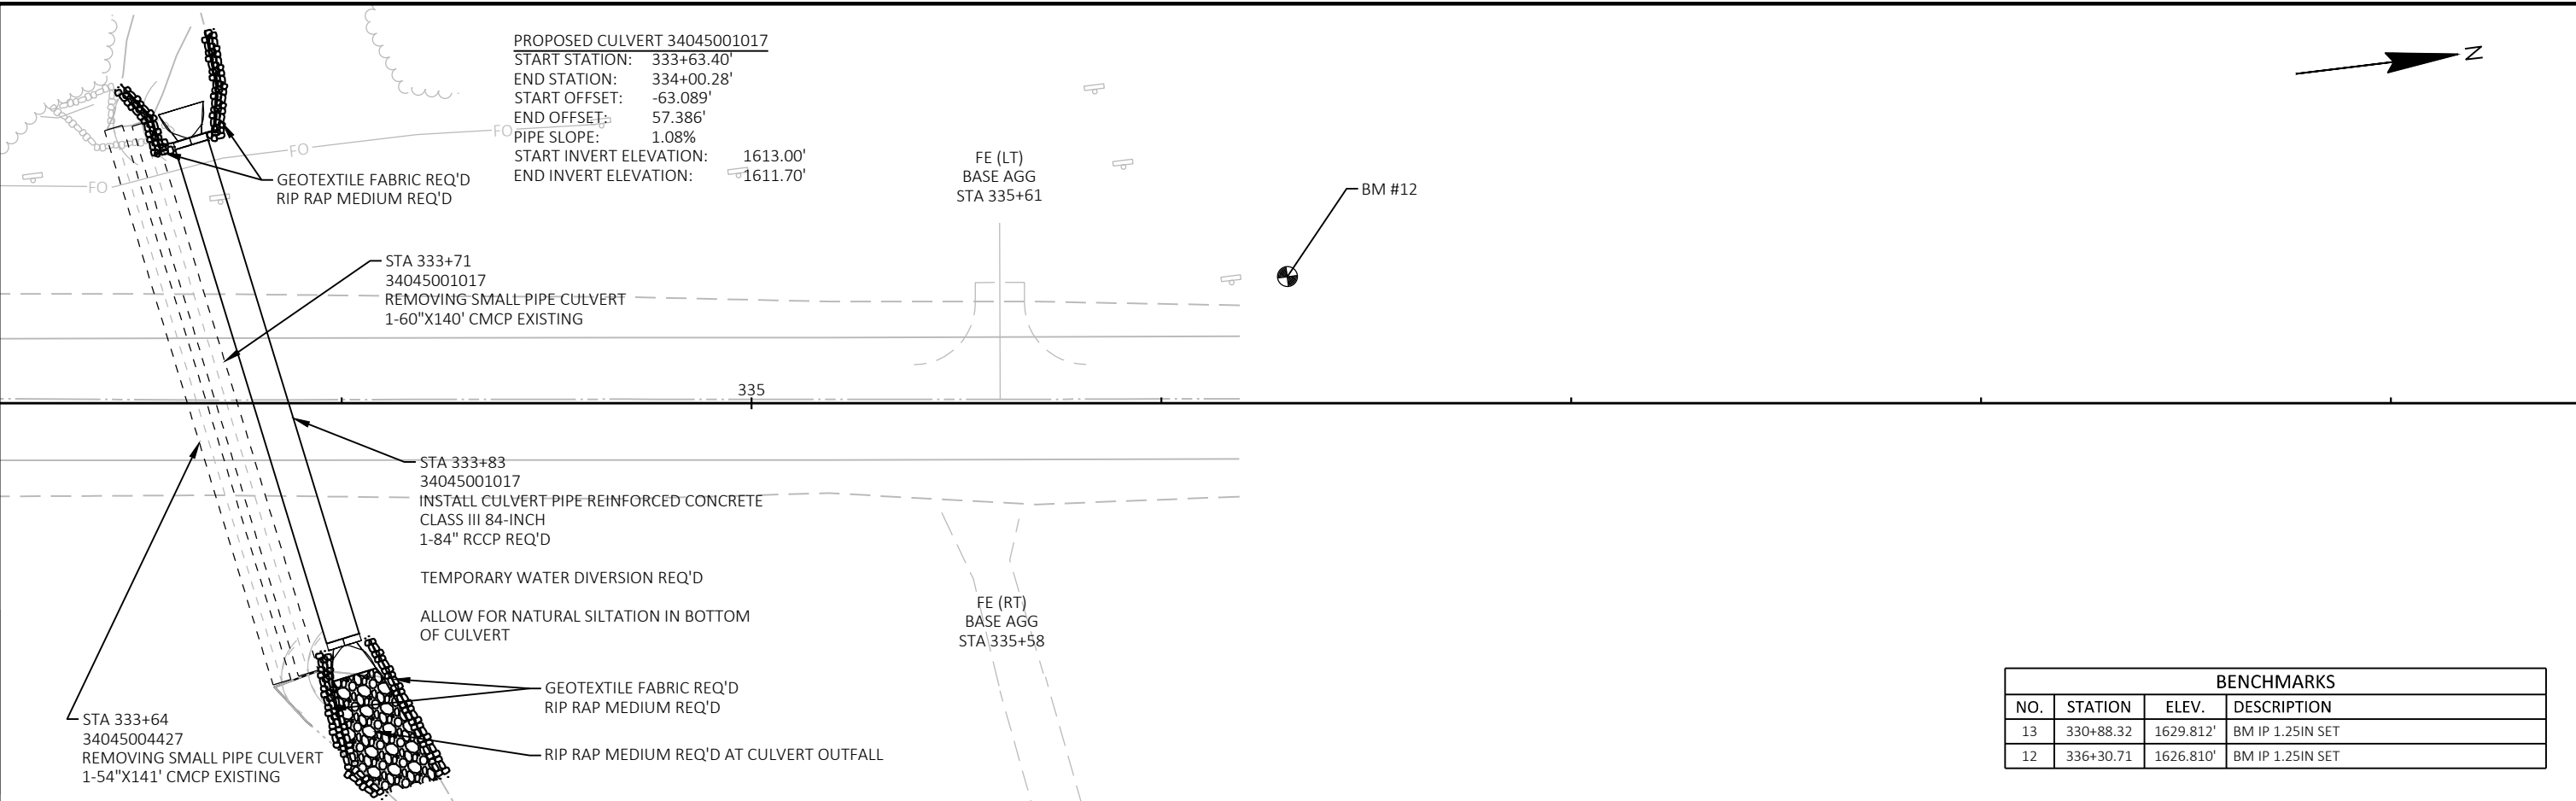 PROPOSED CULVERT 34045001017
START STATION: 333+63.40'
END STATION: 334+00.28'
START OFFSET: -63.089'
END OFFSET: 57.386'
PIPE SLOPE: 1.08%
START INVERT ELEVATION: 1613.00'
END INVERT ELEVATION: 1611.70'
N
FO
FO
FO
GEOTEXTILE FABRIC REQ'D
RIP RAP MEDIUM REQ'D
FE (LT)
BASE AGG
STA 335+61
BM #12
STA 333+71
34045001017
REMOVING SMALL PIPE CULVERT
1-60"X140' CMCP EXISTING
335
STA 333+83
34045001017
INSTALL CULVERT PIPE REINFORCED CONCRETE
CLASS III 84-INCH
1-84" RCCP REQ'D
TEMPORARY WATER DIVERSION REQ'D
ALLOW FOR NATURAL SILTATION IN BOTTOM
OF CULVERT
FE (RT)
BASE AGG
STA 335+58
GEOTEXTILE FABRIC REQ'D
RIP RAP MEDIUM REQ'D
RIP RAP MEDIUM REQ'D AT CULVERT OUTFALL
STA 333+64
34045004427
REMOVING SMALL PIPE CULVERT
1-54"X141' CMCP EXISTING
BENCHMARKS
NO. STATION ELEV. DESCRIPTION
13 330+88.32 1629.812' BM IP 1.25IN SET
12 336+30.71 1626.810' BM IP 1.25IN SET